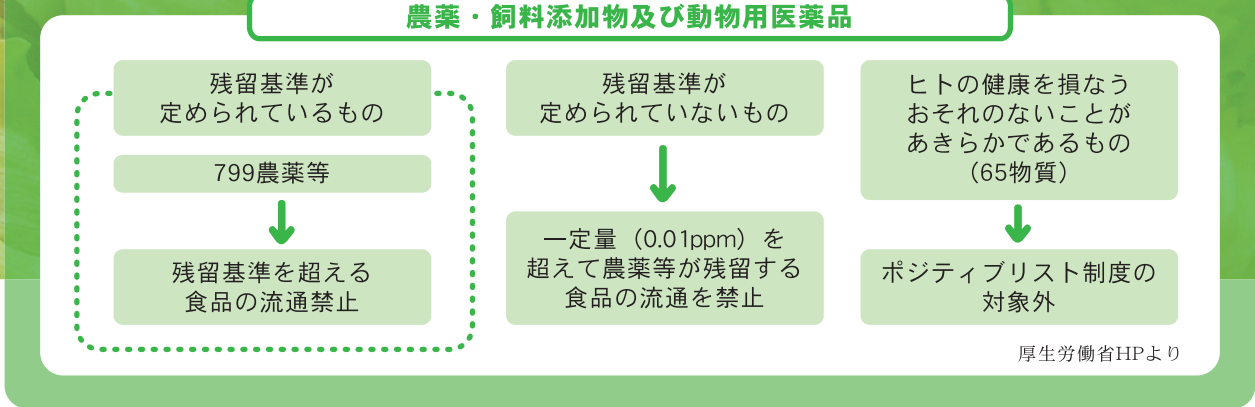 農薬・飼料添加物及び動物用医薬品
残留基準が
定められているもの
799農薬等
残留基準を超える
食品の流通禁止
残留基準が
定められていないもの
一定量（0.01ppm）を
超えて農薬等が残留する
食品の流通を禁止
ヒトの健康を損なう
おそれのないことが
あきらかであるもの
（65物質）
ポジティブリスト制度の
対象外
厚生労働省HPより